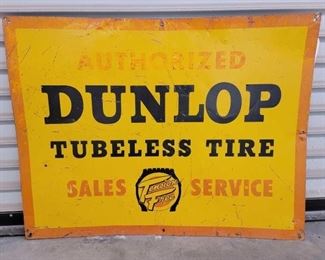 AUTHORIZED
DUNLOP
TUBELESS TIRE
SALES SERVICE